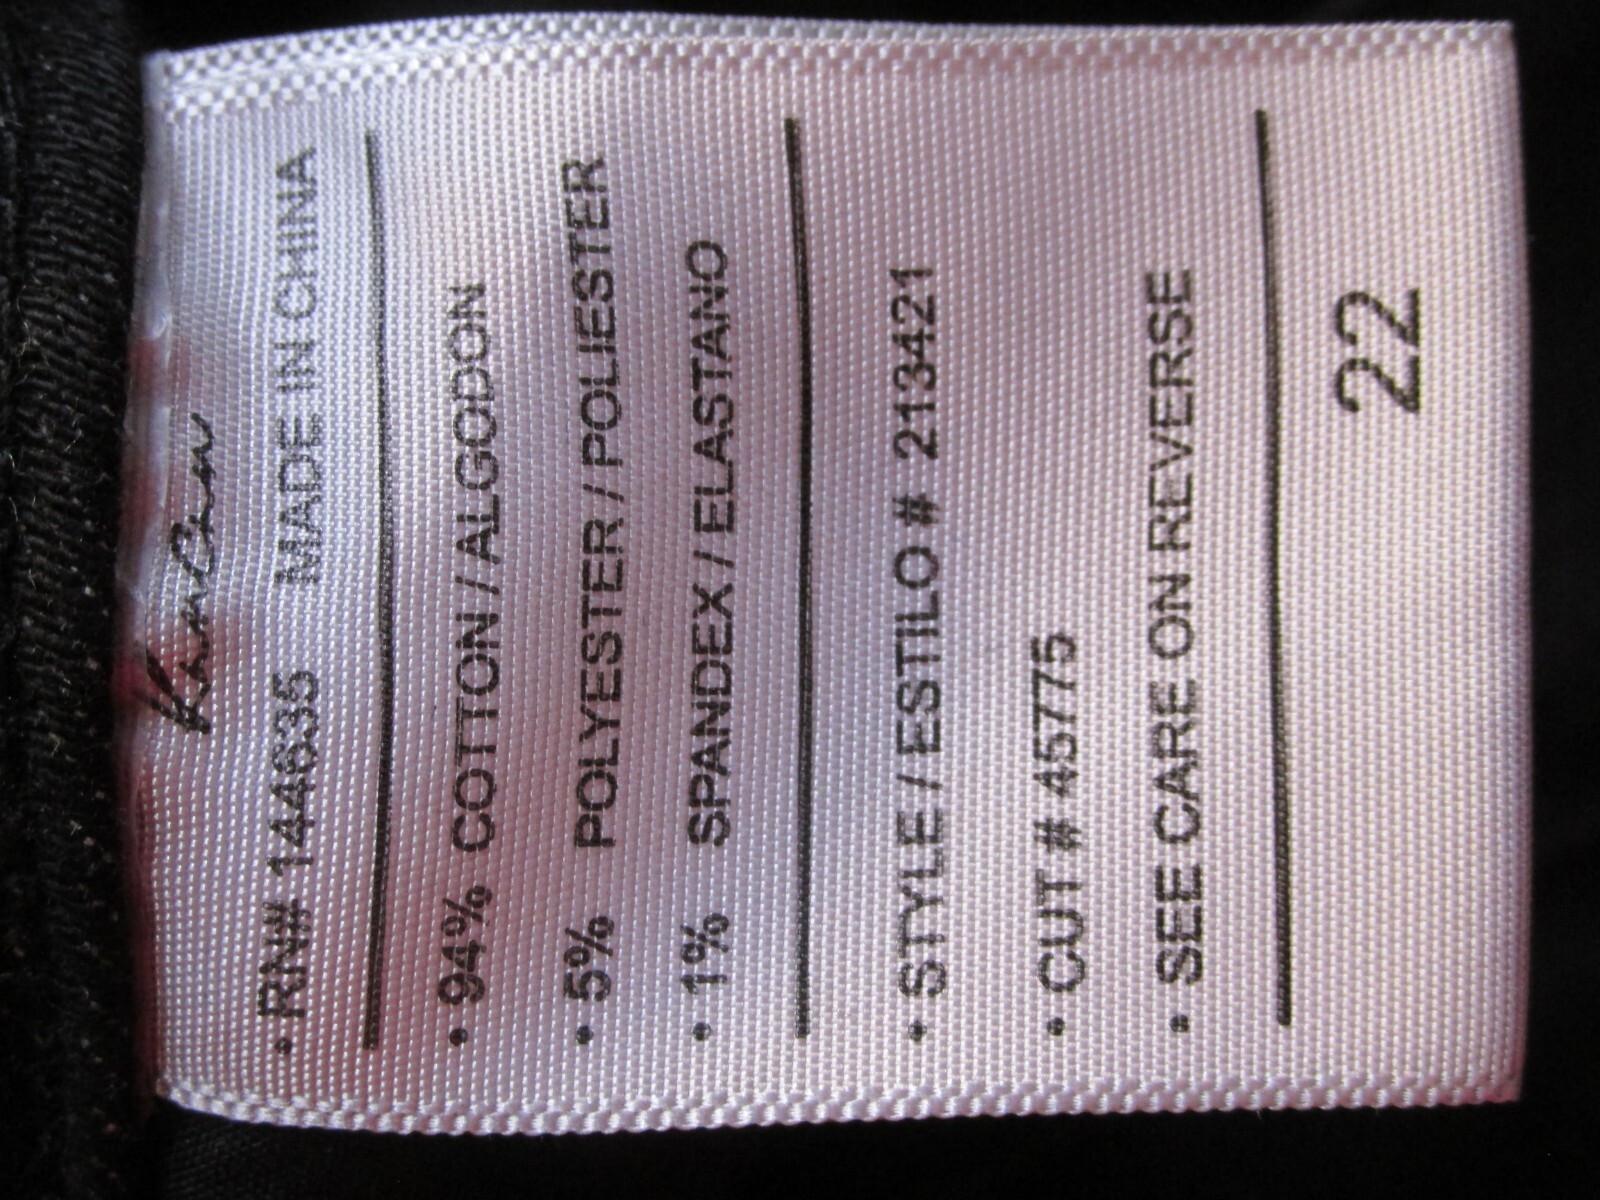 • RN# 144635 MADE IN CHINA
• 94% COTTON / ALGODON
• 5% POLYESTER / POLIESTER
• 1% SPANDEX / ELASTANO
• STYLE / ESTILO # 213421
• CUT # 45775
• SEE CARE ON REVERSE
22